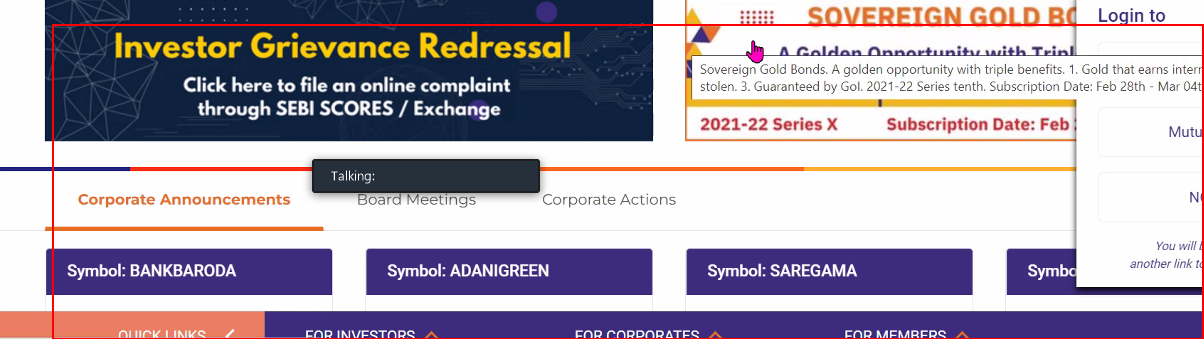 Investor Grievance Redressal
Click here to file an online complaint
through SEBI SCORES / Exchange
SOVEREIGN GOLD BO
A Golden Opportunity with Tripl
Sovereign Gold Bonds. A golden opportunity with triple benefits. 1. Gold that earns intere
stolen. 3. Guaranteed by GoI. 2021-22 Series tenth. Subscription Date: Feb 28th - Mar 04t
2021-22 Series X Subscription Date: Feb
Login to
Mutu
You will b
another link to
Talking:
Corporate Announcements Board Meetings Corporate Actions
Symbol: BANKBARODA
Symbol: ADANIGREEN
Symbol: SAREGAMA
Symbo
QUICK LINKS
FOR INVESTORS
FOR CORPORATES
FOR MEMBERS